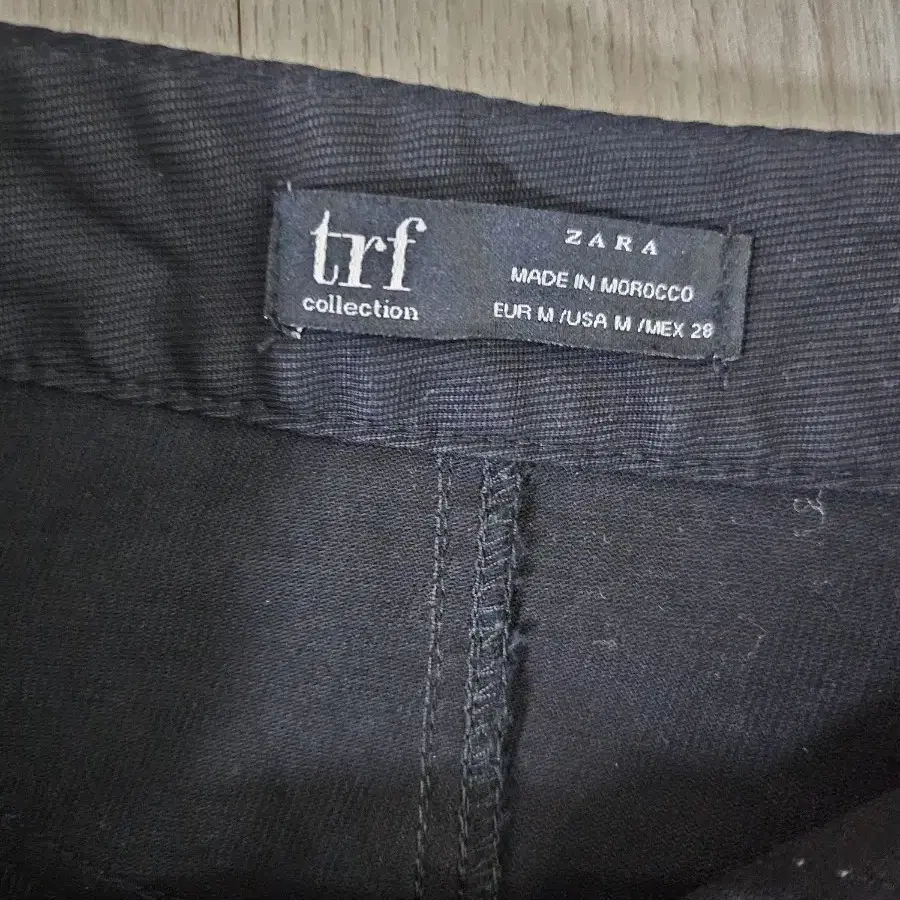 trf
collection
ZARA
MADE IN MOROCCO
EUR M /USA M /MEX 28